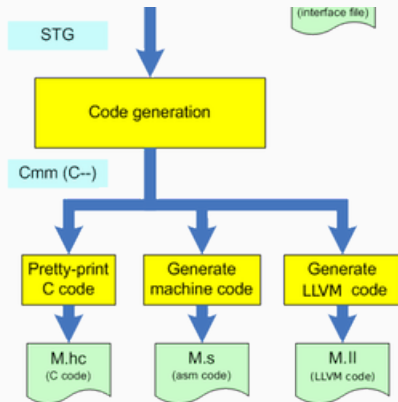 (interface file)
STG
Code generation
Cmm (C--)
Pretty-print
C code
Generate
machine code
Generate
LLVM code
M.hc
(C code)
M.s
(asm code)
M.ll
(LLVM code)